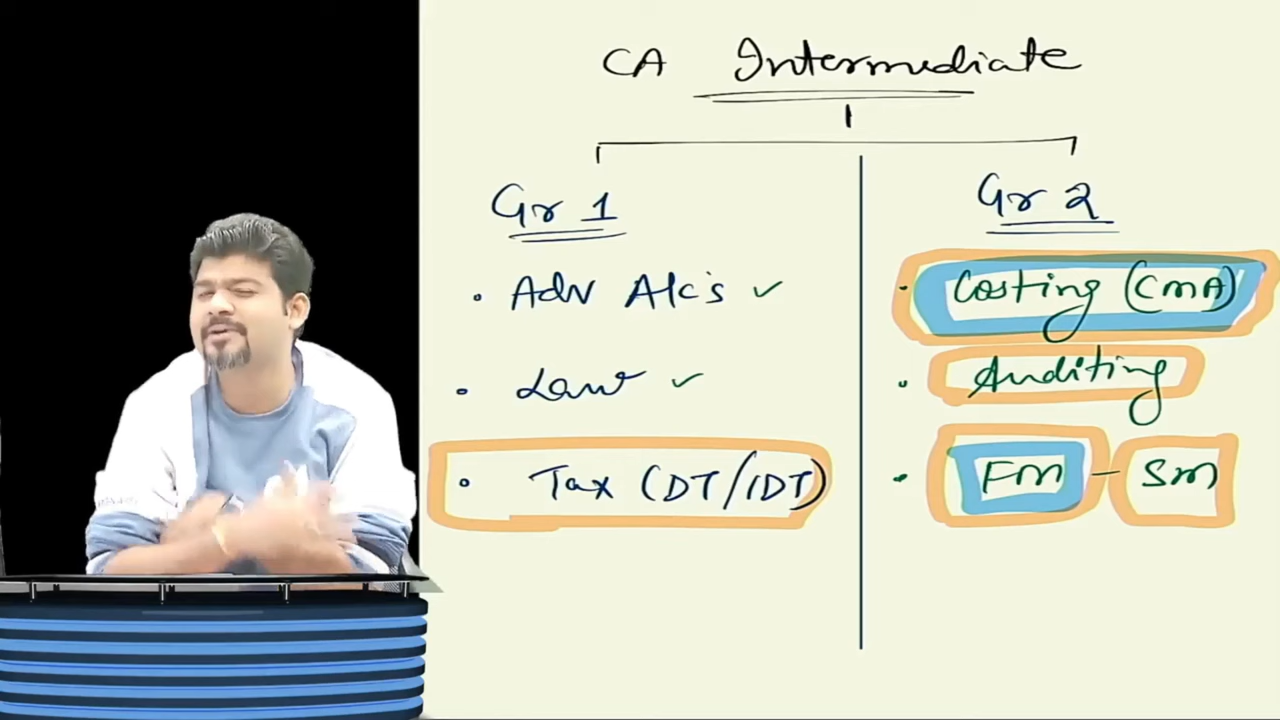 CA Intermediate
Gr 1
• Adv A/c's ✓
• Law ✓
• Tax (DT/IDT)
Gr 2
• Costing (CMA)
• Auditing
• FM - SM